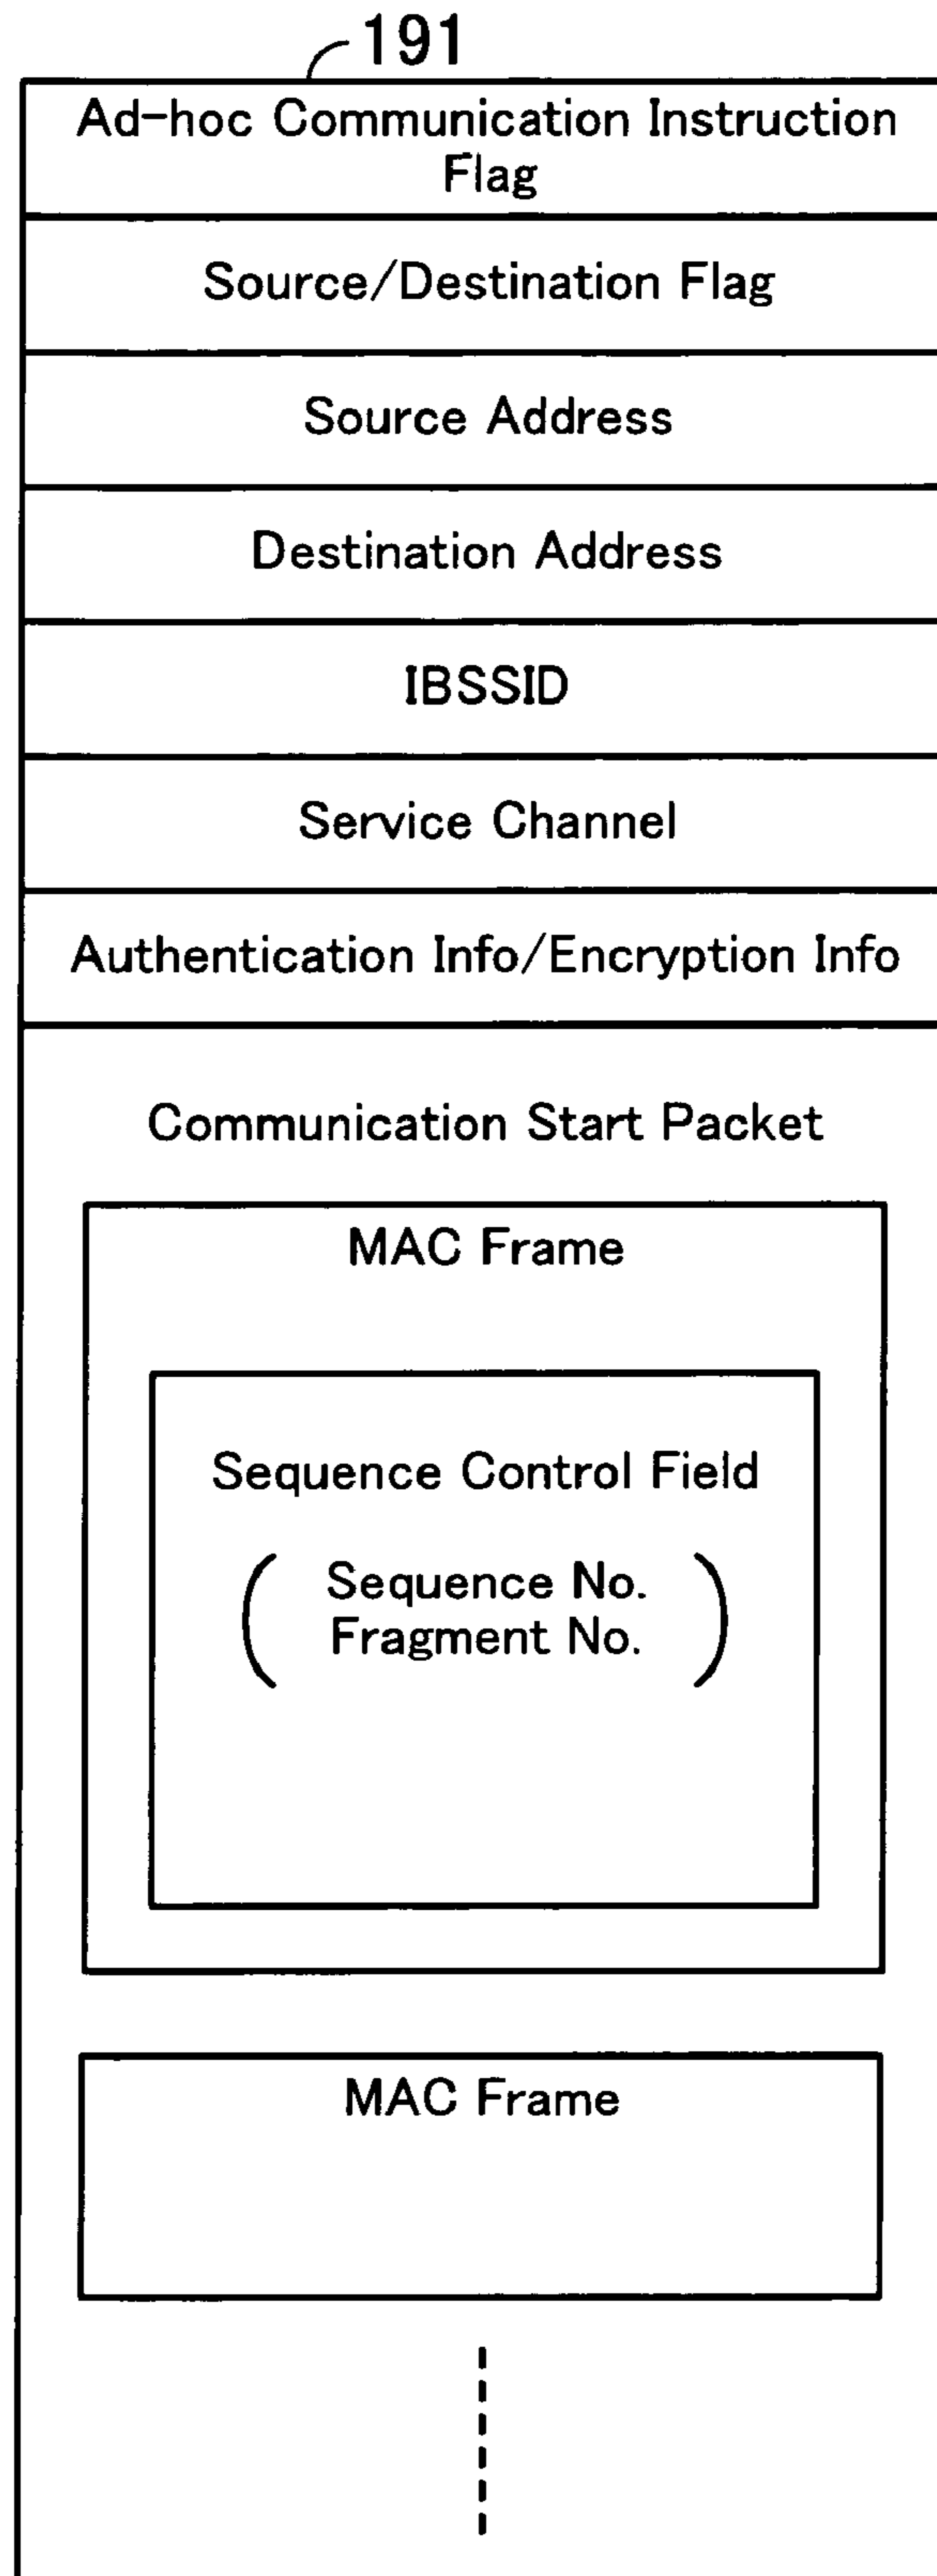 191
Ad-hoc Communication Instruction
Flag
Source/Destination Flag
Source Address
Destination Address
IBSSID
Service Channel
Authentication Info/Encryption Info
Communication Start Packet
MAC Frame
Sequence Control Field
( Sequence No.
Fragment No. )
MAC Frame